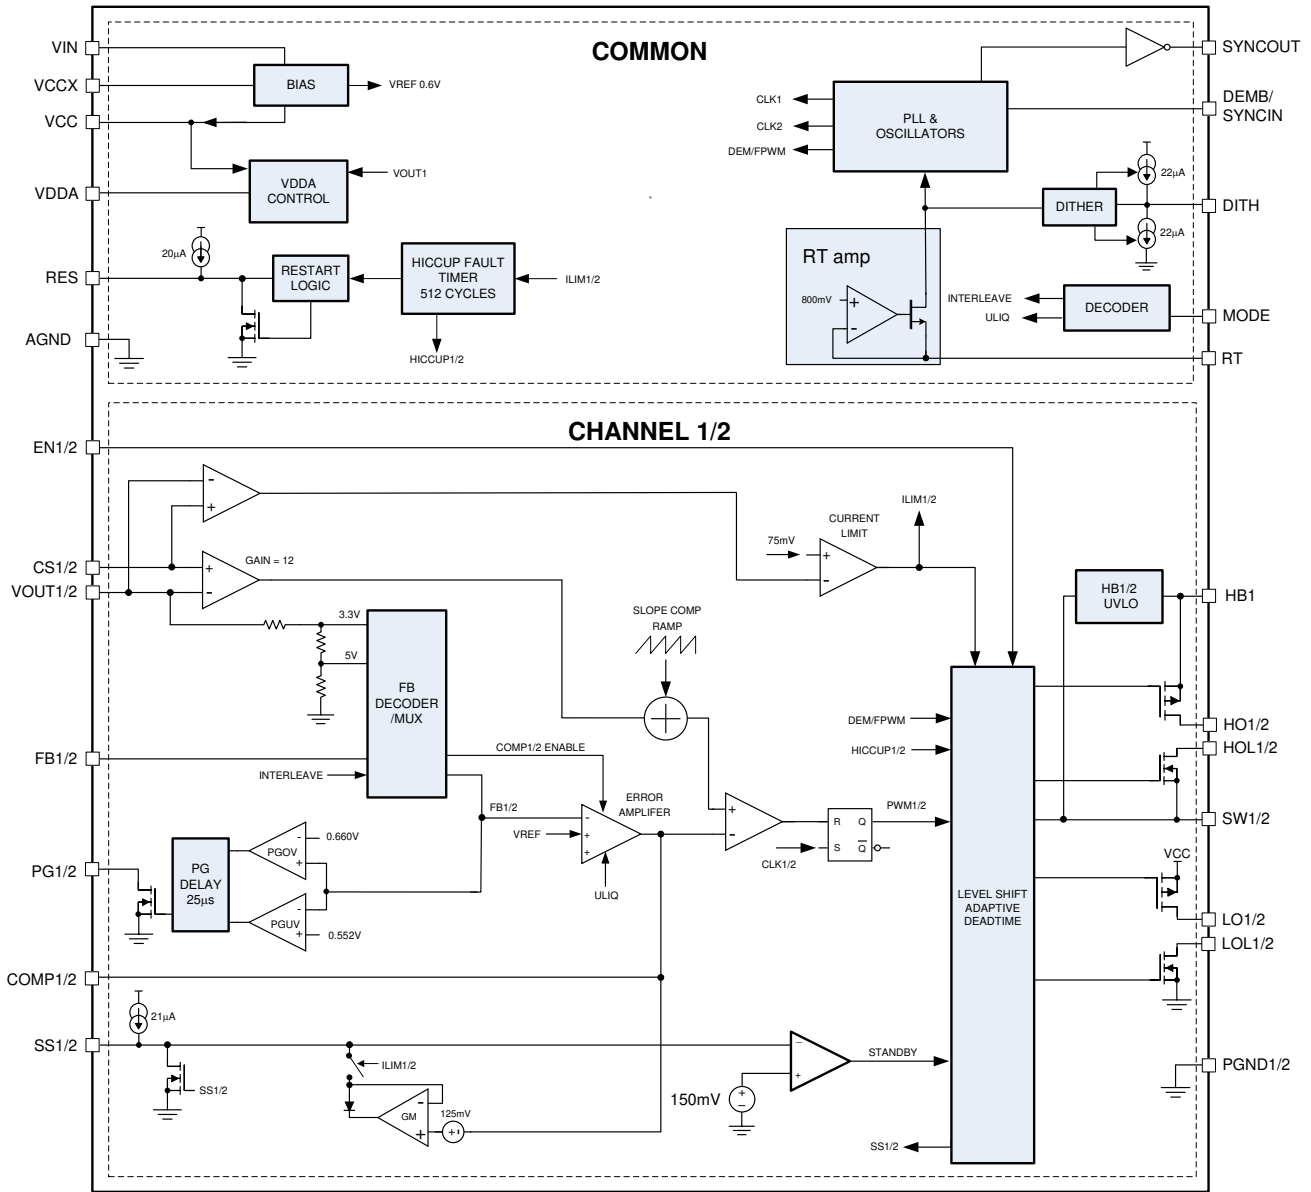 COMMON
VIN
VCCX
VCC
VDDA
RES
AGND
BIAS
VREF 0.6V
VDDA
CONTROL
VOUT1
20µA
RESTART
LOGIC
HICCUP FAULT
TIMER
512 CYCLES
ILIM1/2
HICCUP1/2
CLK1
CLK2
DEM/FPWM
PLL &
OSCILLATORS
SYNCOUT
DEMB/
SYNCIN
22µA
DITHER
DITH
22µA
RT amp
800mV
+
-
INTERLEAVE
ULIQ
DECODER
MODE
RT
CHANNEL 1/2
EN1/2
-
+
CS1/2
VOUT1/2
+
-
GAIN = 12
ILIM1/2
CURRENT
LIMIT
75mV
+
-
3.3V
5V
FB
DECODER
/MUX
SLOPE COMP
RAMP
HB1/2
UVLO
HB1
FB1/2
INTERLEAVE
COMP1/2 ENABLE
FB1/2
ERROR
AMPLIFER
-
+
+
VREF
ULIQ
+
-
R Q
S Q
CLK1/2
PWM1/2
DEM/FPWM
HICCUP1/2
LEVEL SHIFT
ADAPTIVE
DEADTIME
HO1/2
HOL1/2
SW1/2
VCC
LO1/2
LOL1/2
PGND1/2
PG1/2
PG
DELAY
25µs
-
PGOV
+
0.660V
-
PGUV
+
0.552V
COMP1/2
21µA
SS1/2
SS1/2
ILIM1/2
-
GM
+
125mV
+-
150mV
+
-
-
+
STANDBY
SS1/2